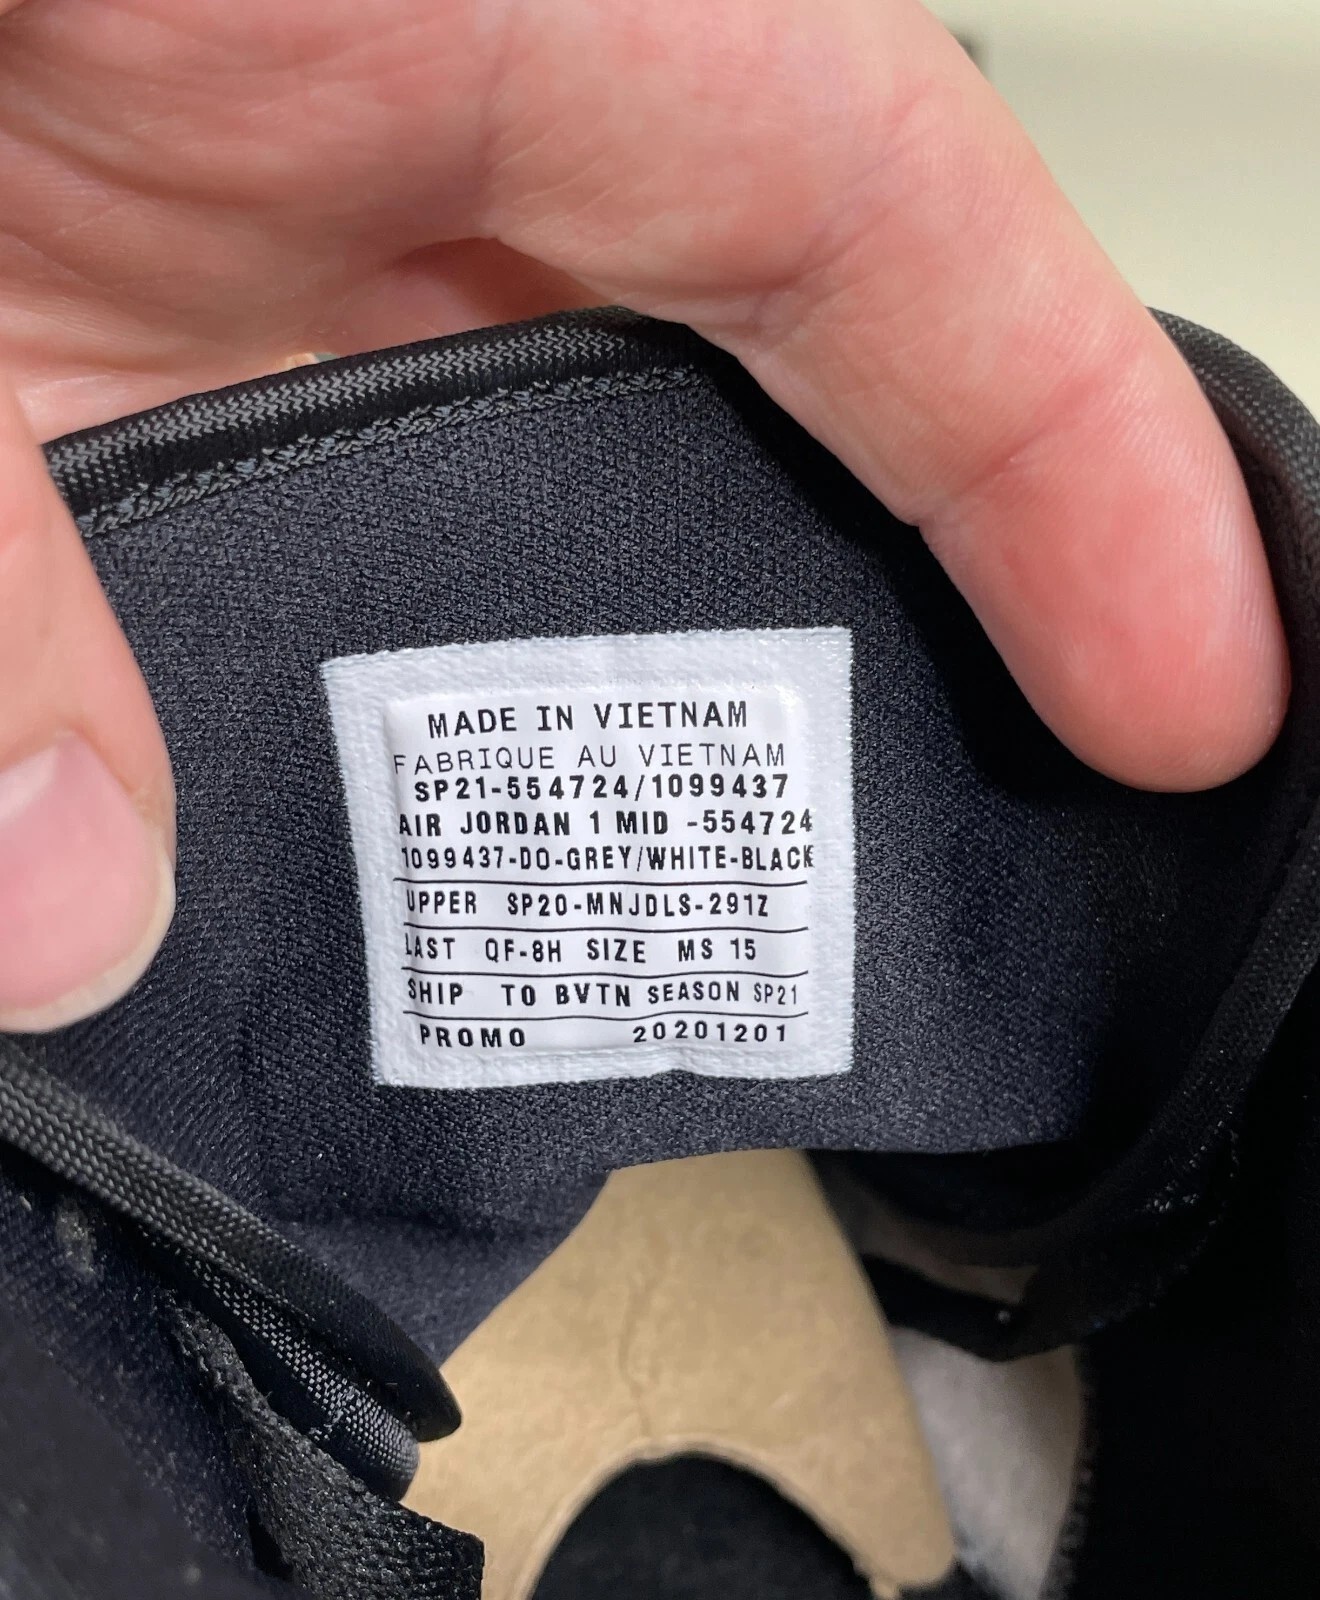 MADE IN VIETNAM
FABRIQUE AU VIETNAM
SP21-554724/1099437
AIR JORDAN 1 MID -554724
1099437-DO-GREY/WHITE-BLACK
UPPER SP20-MNJDLS-291Z
LAST QF-8H SIZE MS 15
SHIP TO BVTN SEASON SP21
PROMO 20201201